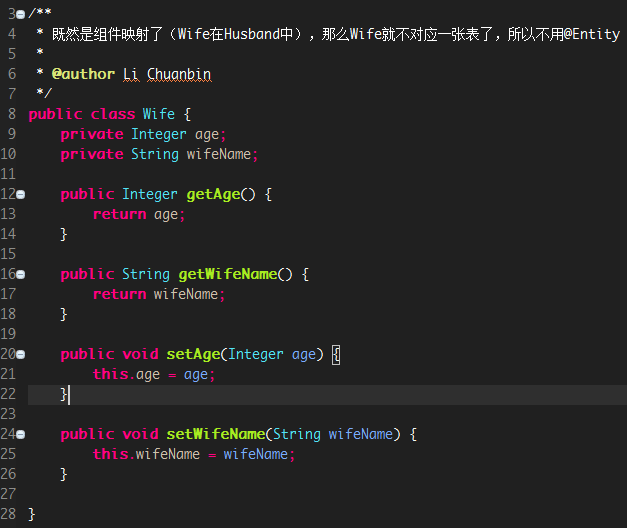 3 /**
4  * 既然是组件映射了（Wife在Husband中），那么Wife就不对应一张表了，所以不用@Entity
5  *
6  * @author Li Chuanbin
7  */
8 public class Wife {
9     private Integer age;
10     private String wifeName;
11
12     public Integer getAge() {
13         return age;
14     }
15
16     public String getWifeName() {
17         return wifeName;
18     }
19
20     public void setAge(Integer age) {
21         this.age = age;
22     }
23
24     public void setWifeName(String wifeName) {
25         this.wifeName = wifeName;
26     }
27
28 }